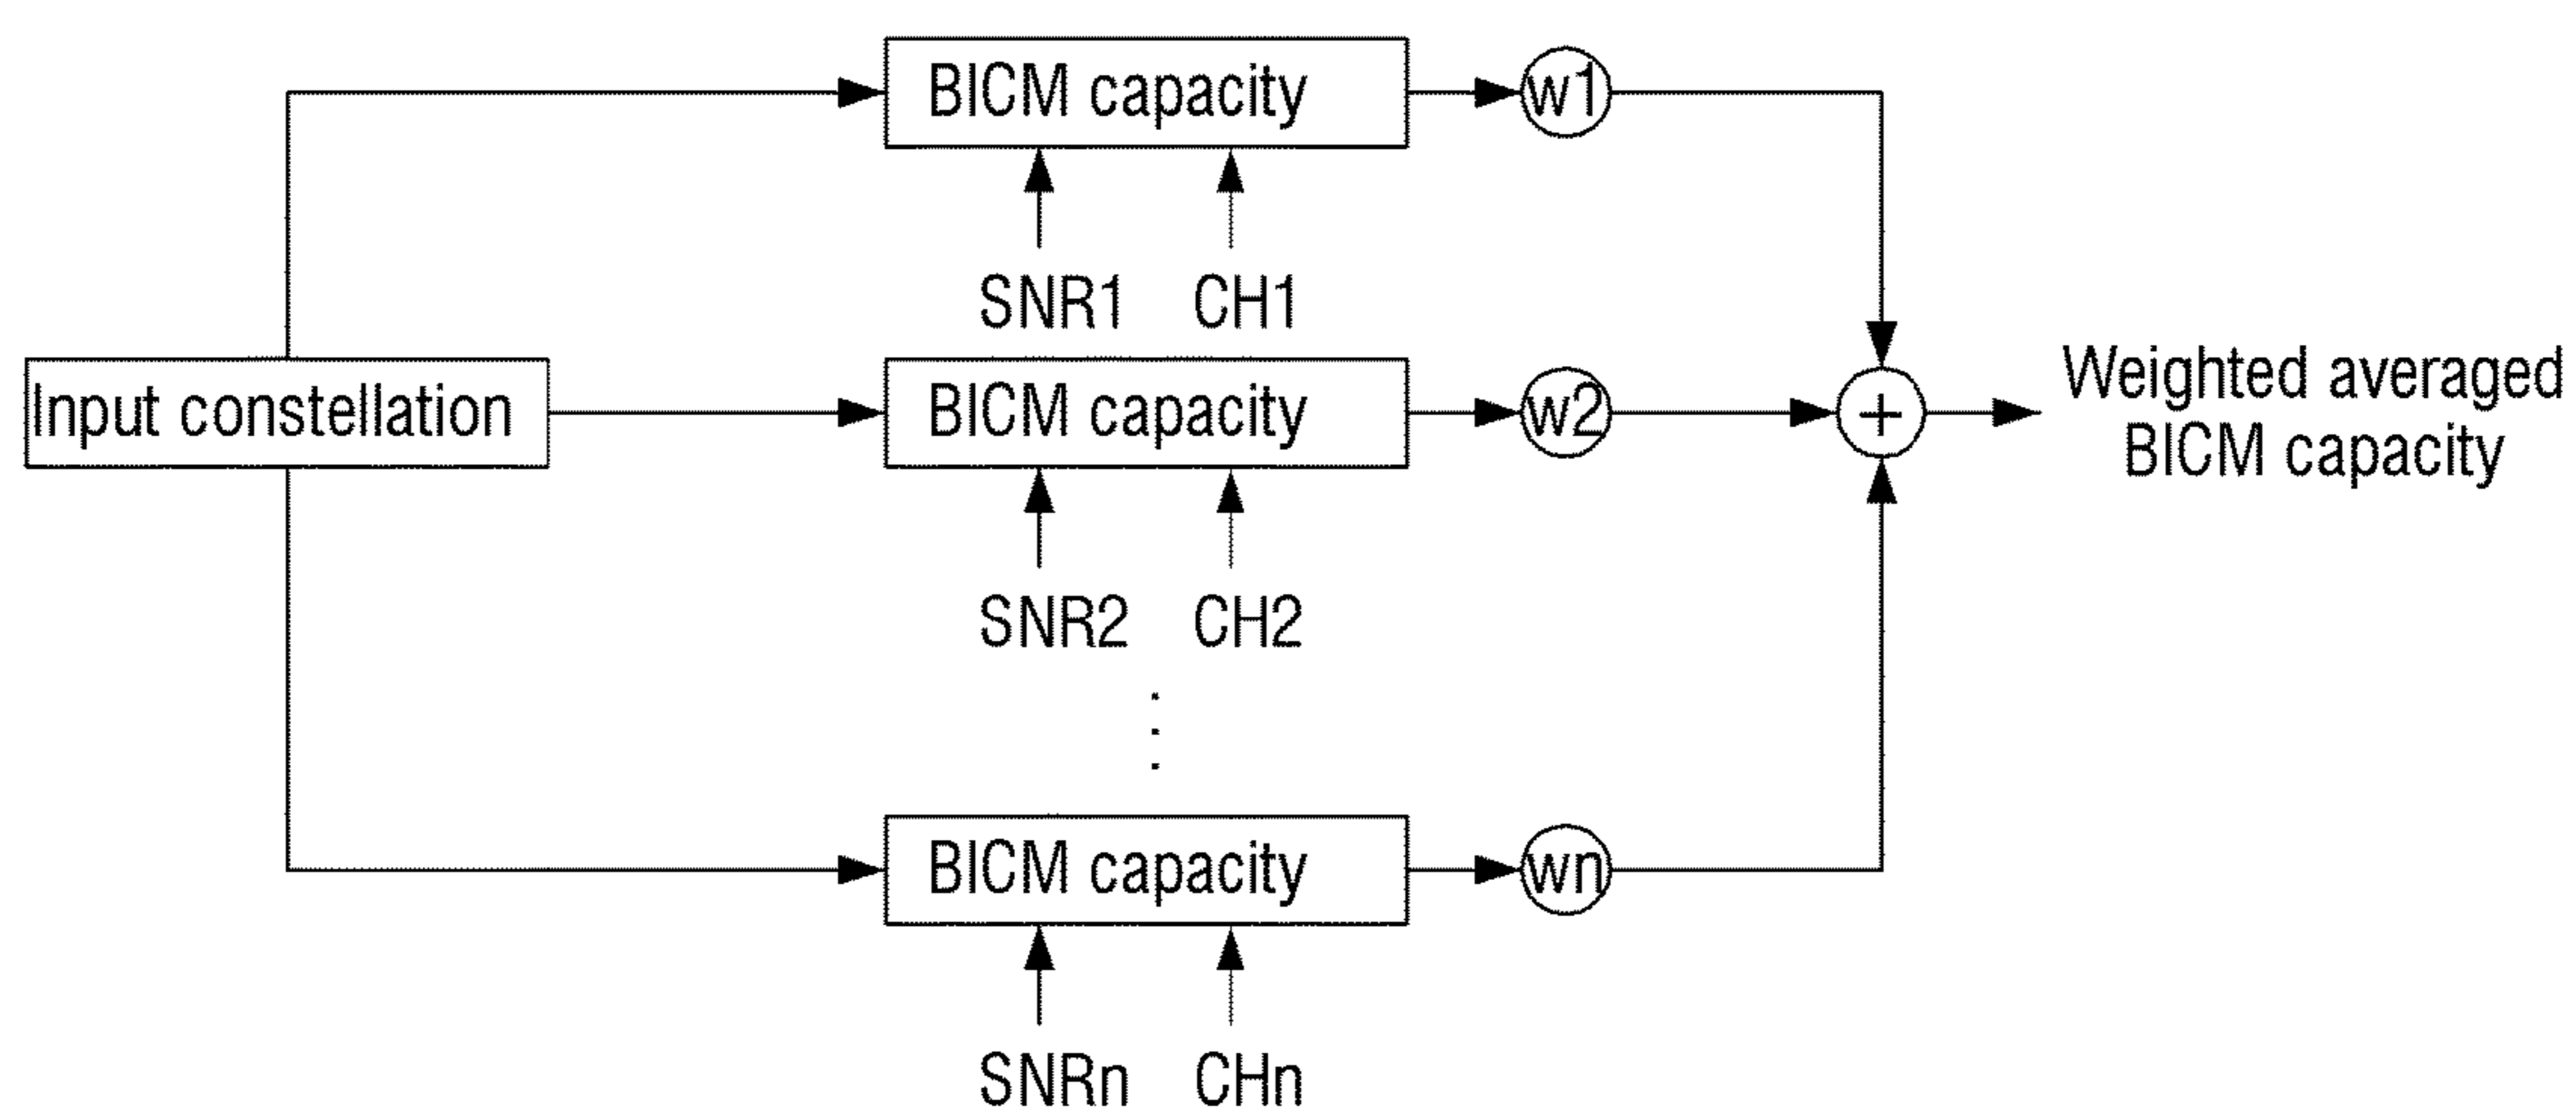 BICM capacity
w1
SNR1 CH1
Input constellation
BICM capacity
w2
+
Weighted averaged
BICM capacity
SNR2 CH2
BICM capacity
wn
SNRn CHn